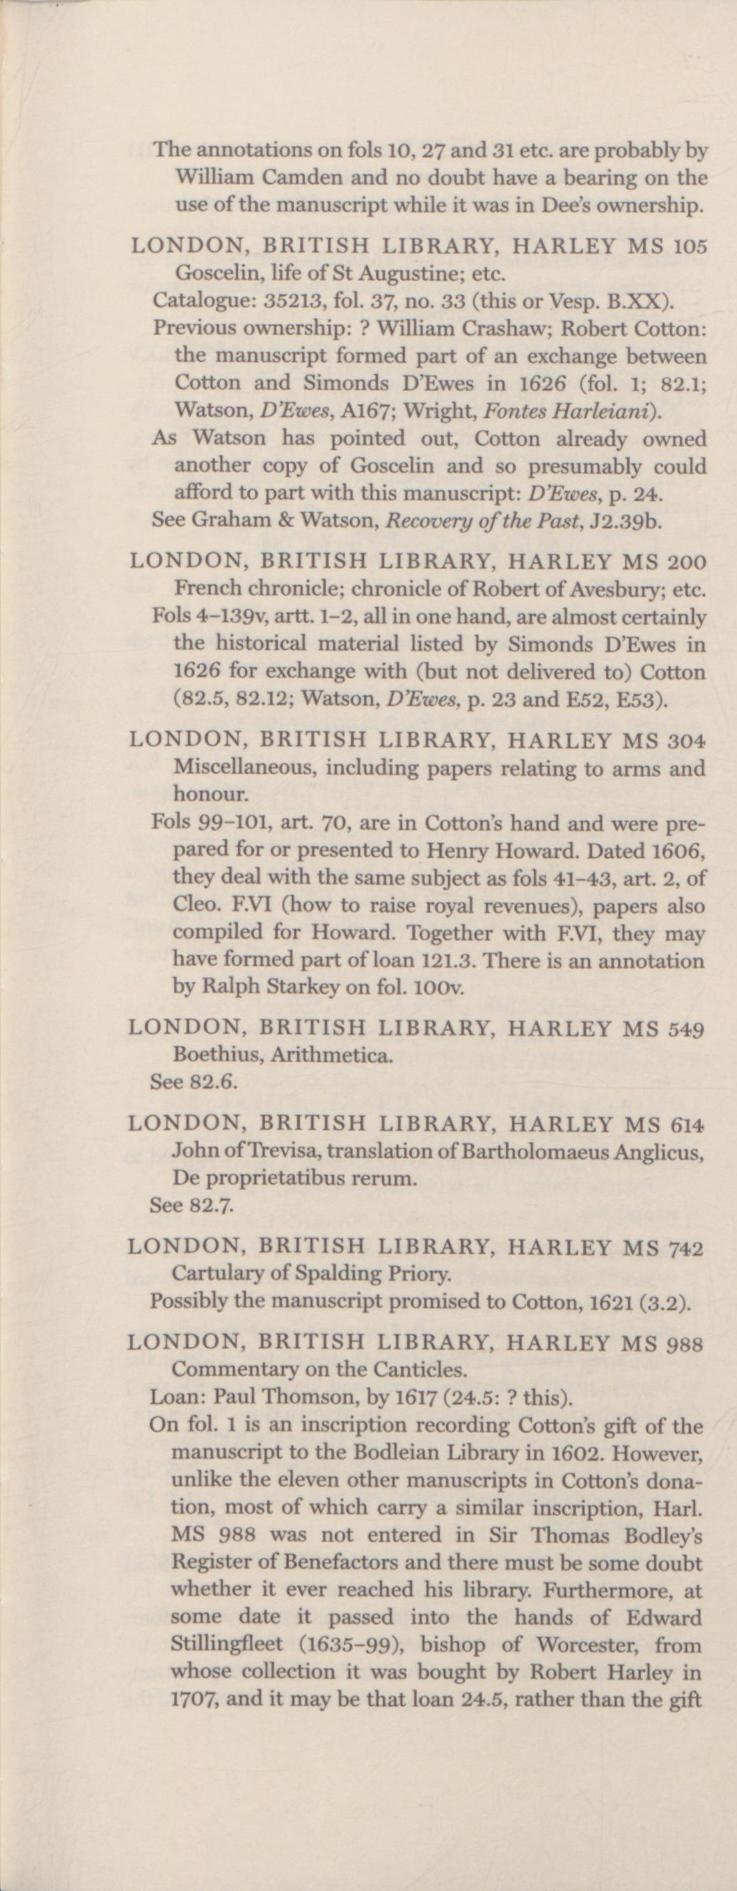 The annotations on fols 10, 27 and 31 etc. are probably by
William Camden and no doubt have a bearing on the
use of the manuscript while it was in Dee's ownership.
LONDON, BRITISH LIBRARY, HARLEY MS 105
Goscelin, life of St Augustine; etc.
Catalogue: 35213, fol. 37, no. 33 (this or Vesp. B.XX).
Previous ownership: ? William Crashaw; Robert Cotton:
the manuscript formed part of an exchange between
Cotton and Simonds D'Ewes in 1626 (fol. 1; 82.1;
Watson, D'Ewes, A167; Wright, Fontes Harleiani).
As Watson has pointed out, Cotton already owned
another copy of Goscelin and so presumably could
afford to part with this manuscript: D'Ewes, p. 24.
See Graham & Watson, Recovery of the Past, J2.39b.
LONDON, BRITISH LIBRARY, HARLEY MS 200
French chronicle; chronicle of Robert of Avesbury; etc.
Fols 4–139v, artt. 1–2, all in one hand, are almost certainly
the historical material listed by Simonds D'Ewes in
1626 for exchange with (but not delivered to) Cotton
(82.5, 82.12; Watson, D'Ewes, p. 23 and E52, E53).
LONDON, BRITISH LIBRARY, HARLEY MS 304
Miscellaneous, including papers relating to arms and
honour.
Fols 99–101, art. 70, are in Cotton's hand and were pre-
pared for or presented to Henry Howard. Dated 1606,
they deal with the same subject as fols 41–43, art. 2, of
Cleo. F.VI (how to raise royal revenues), papers also
compiled for Howard. Together with F.VI, they may
have formed part of loan 121.3. There is an annotation
by Ralph Starkey on fol. 100v.
LONDON, BRITISH LIBRARY, HARLEY MS 549
Boethius, Arithmetica.
See 82.6.
LONDON, BRITISH LIBRARY, HARLEY MS 614
John of Trevisa, translation of Bartholomaeus Anglicus,
De proprietatibus rerum.
See 82.7.
LONDON, BRITISH LIBRARY, HARLEY MS 742
Cartulary of Spalding Priory.
Possibly the manuscript promised to Cotton, 1621 (3.2).
LONDON, BRITISH LIBRARY, HARLEY MS 988
Commentary on the Canticles.
Loan: Paul Thomson, by 1617 (24.5: ? this).
On fol. 1 is an inscription recording Cotton's gift of the
manuscript to the Bodleian Library in 1602. However,
unlike the eleven other manuscripts in Cotton's dona-
tion, most of which carry a similar inscription, Harl.
MS 988 was not entered in Sir Thomas Bodley's
Register of Benefactors and there must be some doubt
whether it ever reached his library. Furthermore, at
some date it passed into the hands of Edward
Stillingfleet (1635–99), bishop of Worcester, from
whose collection it was bought by Robert Harley in
1707, and it may be that loan 24.5, rather than the gift